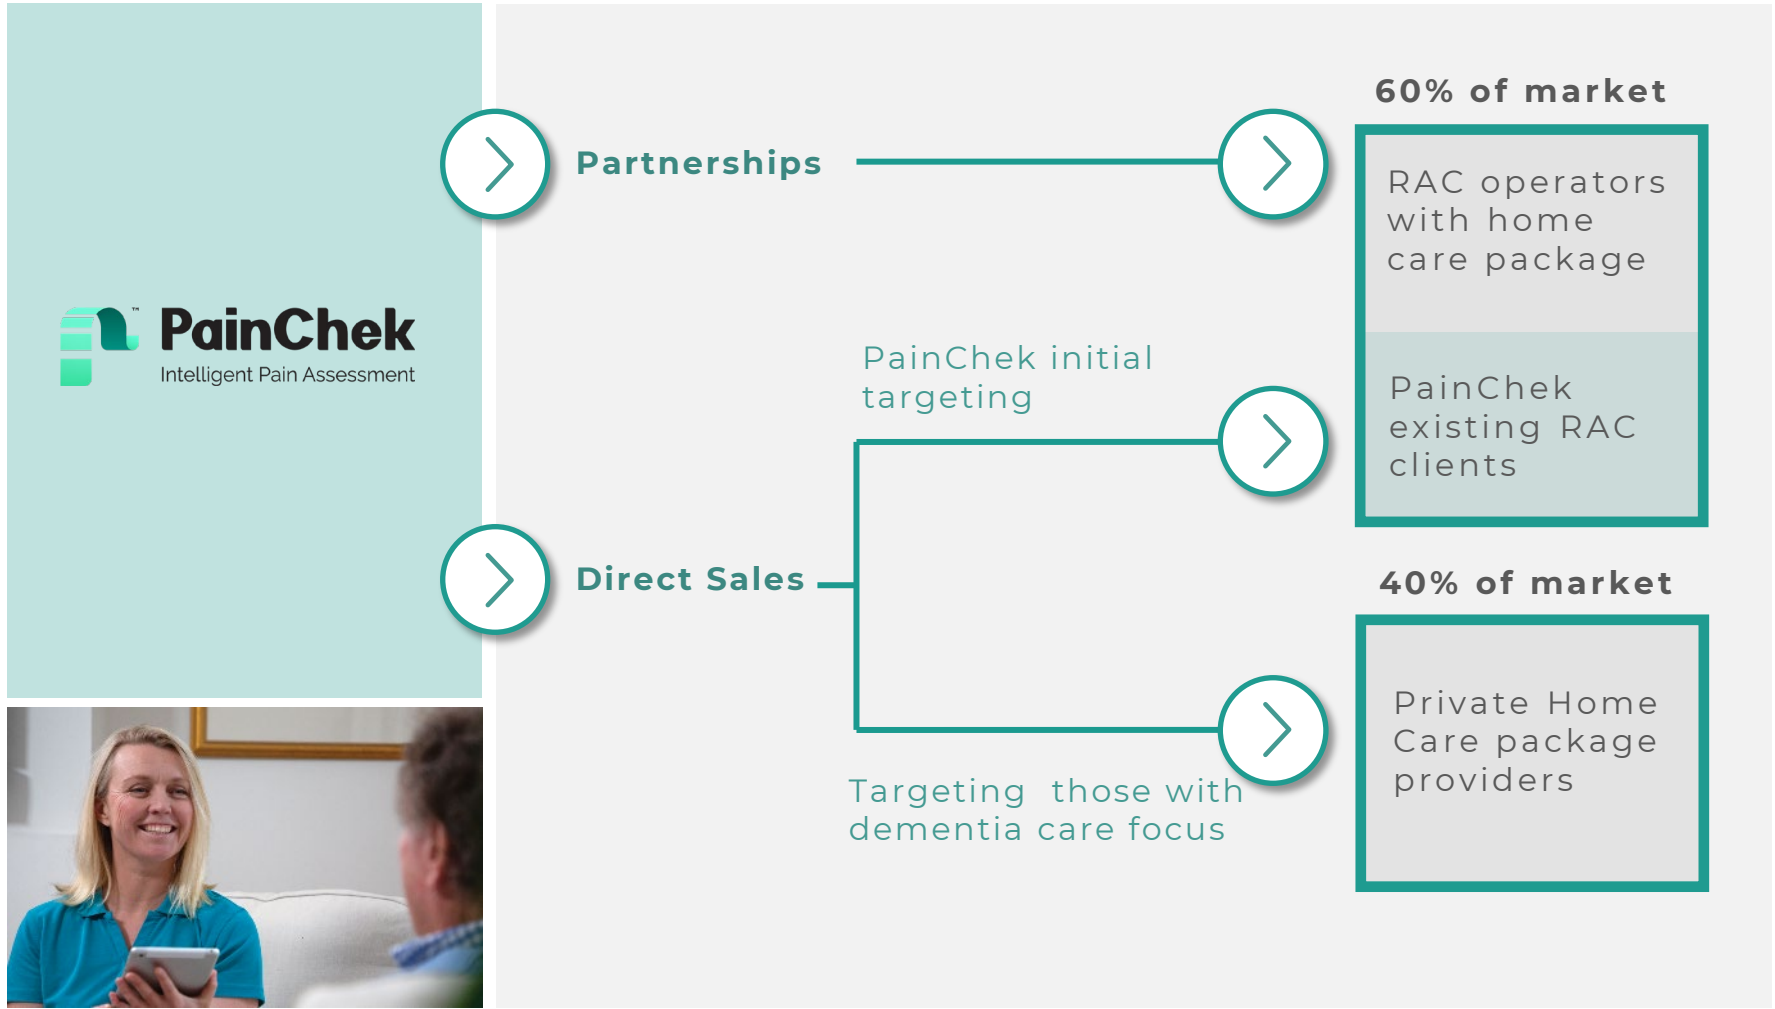 PainChek
™
Intelligent Pain Assessment
Partnerships
60% of market
RAC operators
with home
care package
PainChek initial
targeting
PainChek
existing RAC
clients
Direct Sales
40% of market
Targeting those with
dementia care focus
Private Home
Care package
providers